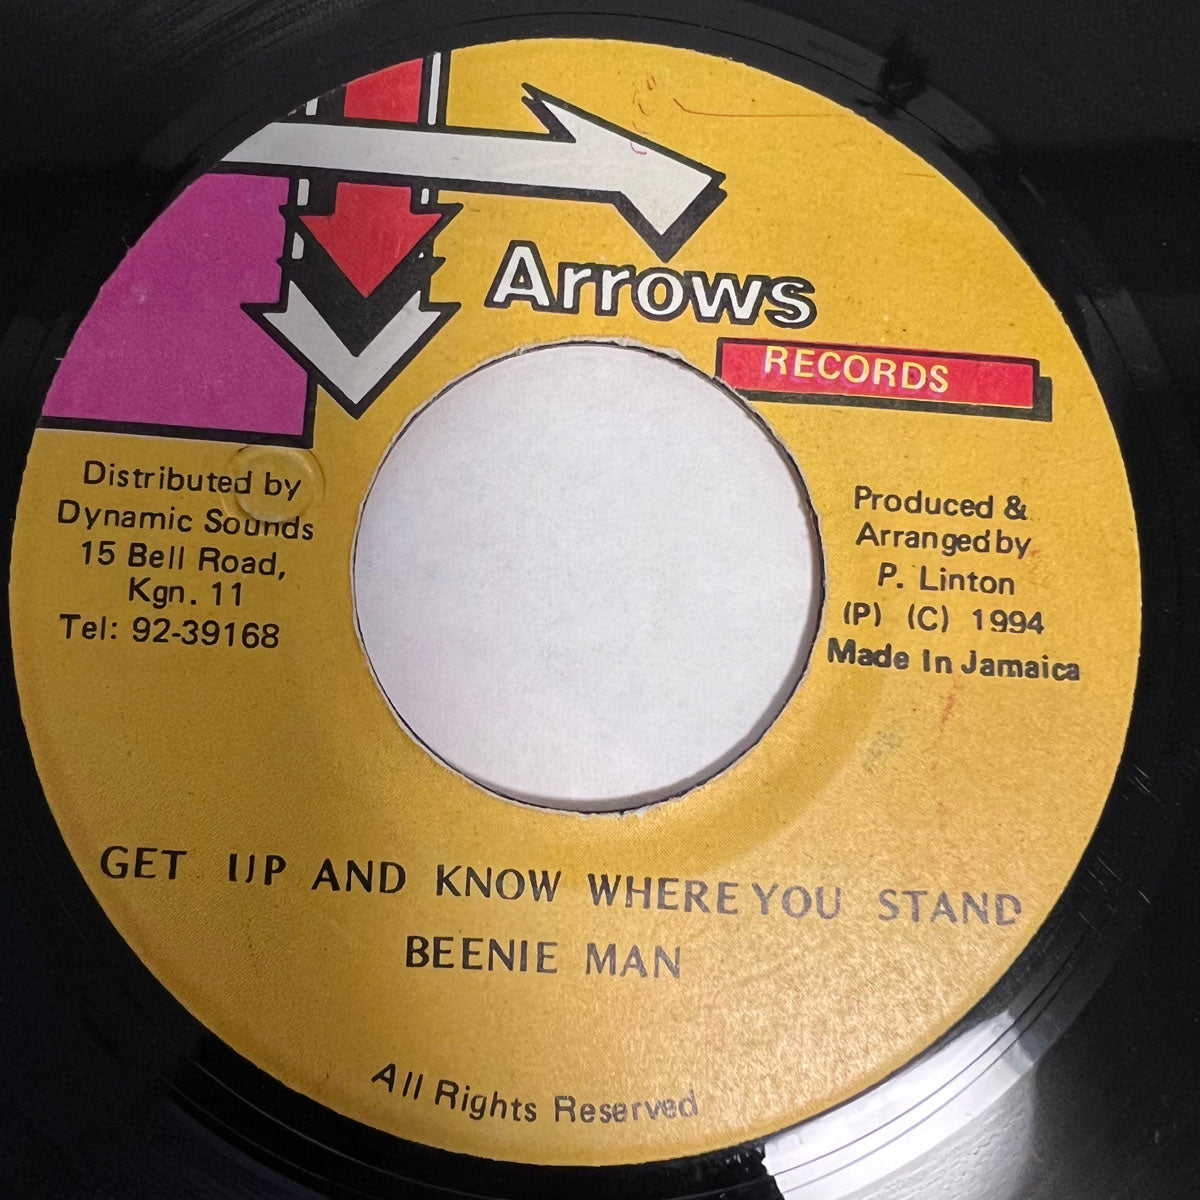 Arrows
RECORDS
Distributed by
Dynamic Sounds
15 Bell Road,
Kgn. 11
Tel: 92-39168
Produced &
Arranged by
P. Linton
(P) (C) 1994
Made In Jamaica
GET UP AND KNOW WHERE YOU STAND
BEENIE MAN
All Rights Reserved